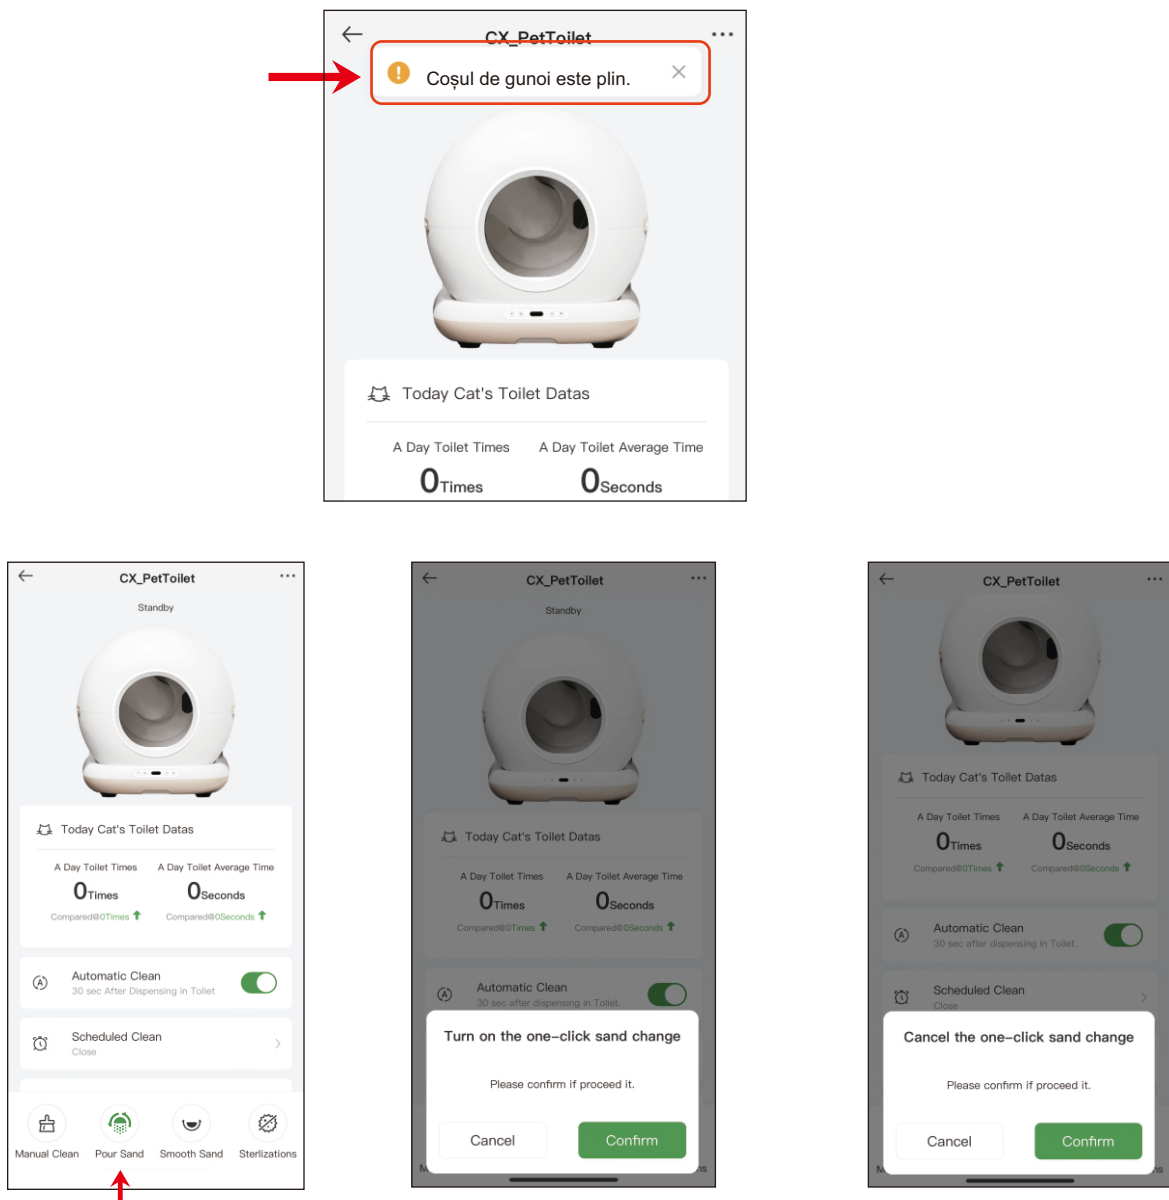 CX_PetToilet
Coșul de gunoi este plin.
Today Cat's Toilet Datas
A Day Toilet Times A Day Toilet Average Time
0Times 0Seconds
CX_PetToilet
Standby
Today Cat's Toilet Datas
A Day Toilet Times A Day Toilet Average Time
0Times 0Seconds
Compared@0Times Compared@0Seconds
Automatic Clean
30 sec After Dispensing in Toliet
Scheduled Clean
Close
Manual Clean Pour Sand Smooth Sand Sterlizations
CX_PetToilet
Standby
Today Cat's Toilet Datas
A Day Toilet Times A Day Toilet Average Time
0Times 0Seconds
Compared@0Times Compared@0Seconds
Automatic Clean
30 sec after dispensing in Toliet.
Turn on the one-click sand change
Please confirm if proceed it.
Cancel Confirm
CX_PetToilet
Today Cat's Toilet Datas
A Day Toilet Times A Day Toilet Average Time
0Times 0Seconds
Compared@0Times Compared@0Seconds
Automatic Clean
30 sec after dispensing in Toliet.
Scheduled Clean
Close
Cancel the one-click sand change
Please confirm if proceed it.
Cancel Confirm